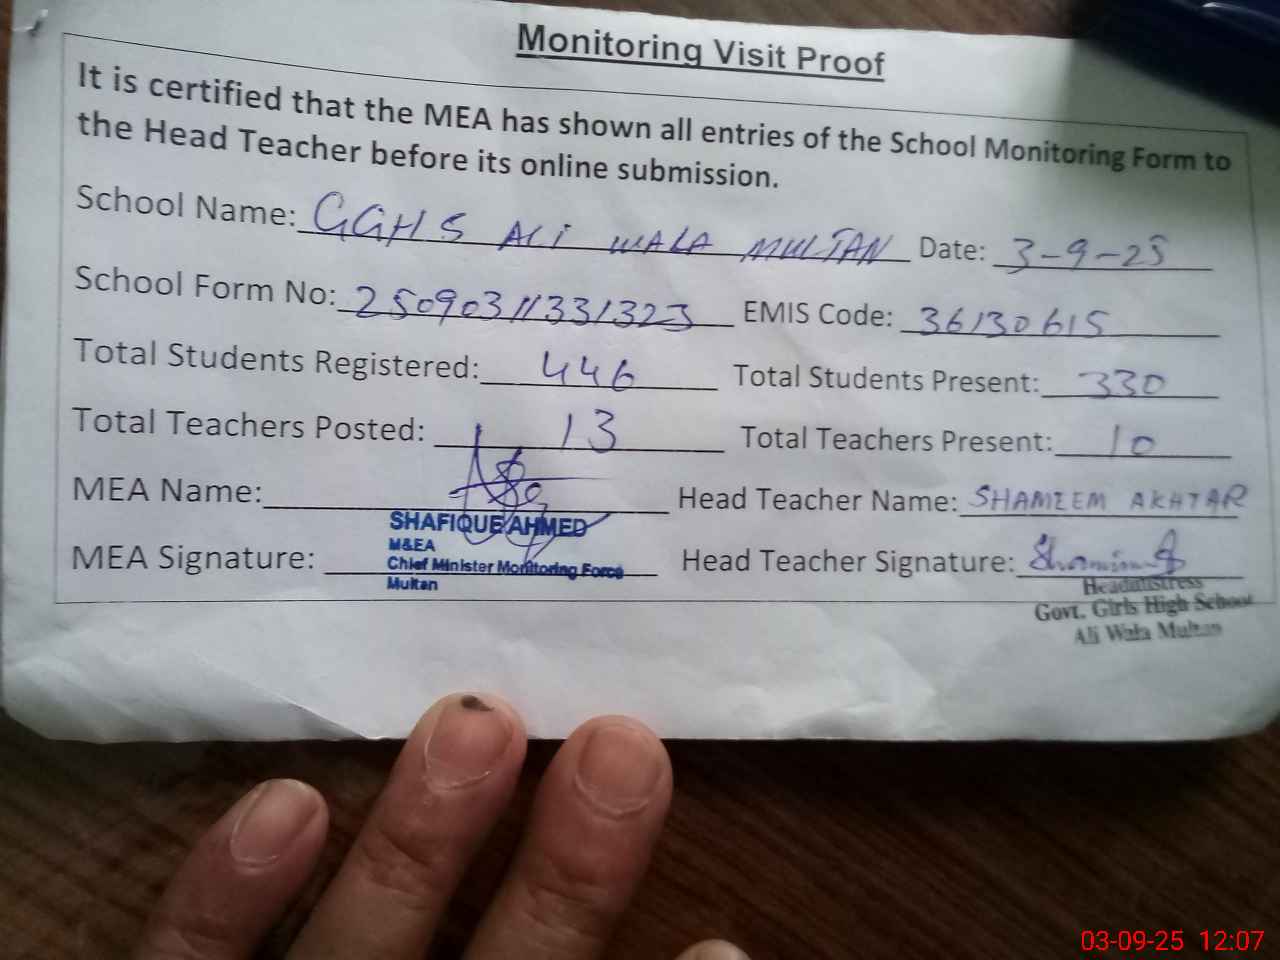 Monitoring Visit Proof
It is certified that the MEA has shown all entries of the School Monitoring Form to
the Head Teacher before its online submission.
School Name: GGHS ALi WALA MULTAN Date: 3-9-25
School Form No: 25090311331323 EMIS Code: 36130615
Total Students Registered: 446 Total Students Present: 330
Total Teachers Posted: 13 Total Teachers Present: 10
MEA Name: Head Teacher Name: SHAMEEM AKHTAR
SHAFIQUE AHMED
M&EA
MEA Signature: Chief Minister Monitoring Force Head Teacher Signature:
Multan
Headmistress
Govt. Girls High School
Ali Wala Multan
03-09-25 12:07